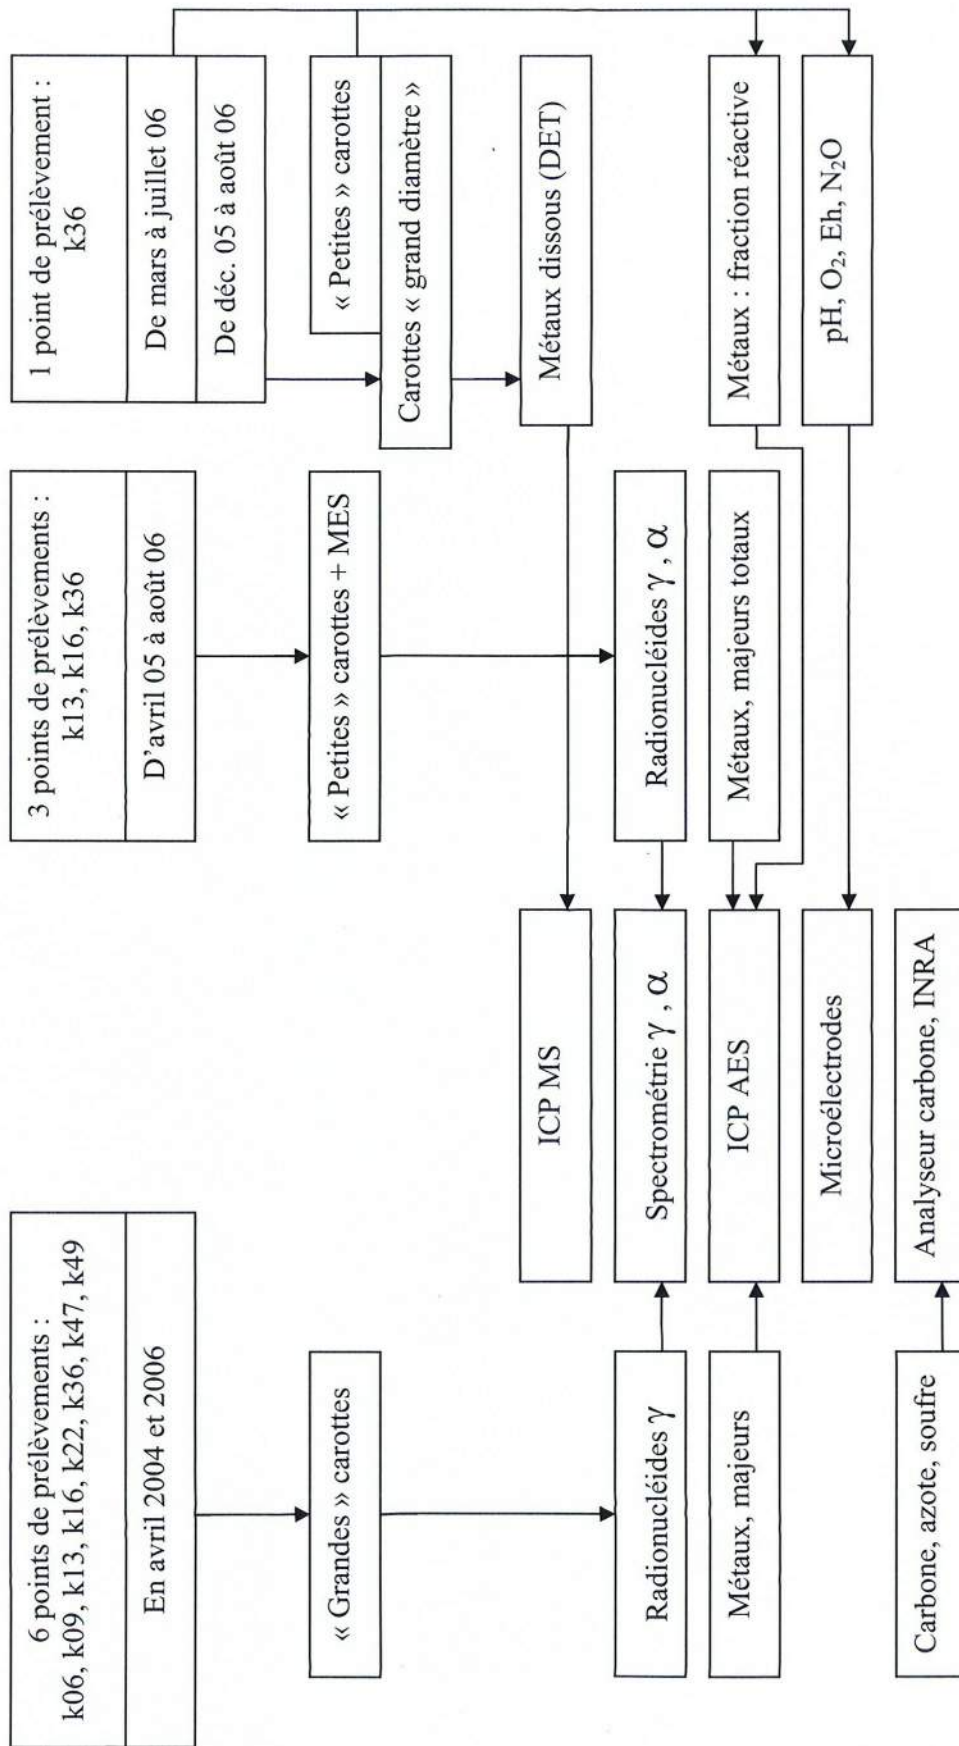 6 points de prélèvements :
k06, k09, k13, k16, k22, k36, k47, k49
En avril 2004 et 2006
« Grandes » carottes
Radionucléides γ
Métaux, majeurs
Carbone, azote, soufre
ICP MS
Spectrométrie γ , α
ICP AES
Microélectrodes
Analyseur carbone, INRA
3 points de prélèvements :
k13, k16, k36
D’avril 05 à août 06
« Petites » carottes + MES
Radionucléides γ , α
Métaux, majeurs totaux
1 point de prélèvement :
k36
De mars à juillet 06
De déc. 05 à août 06
« Petites » carottes
Carottes « grand diamètre »
Métaux dissous (DET)
Métaux : fraction réactive
pH, O₂, Eh, N₂O